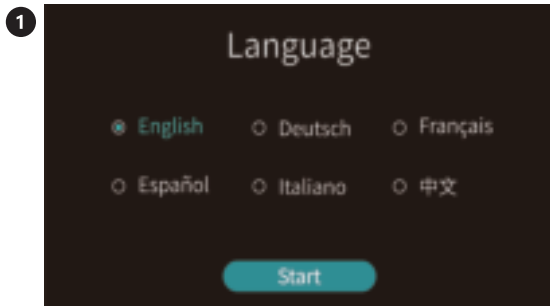 1
Language
English Deutsch Français
Español Italiano 中文
Start